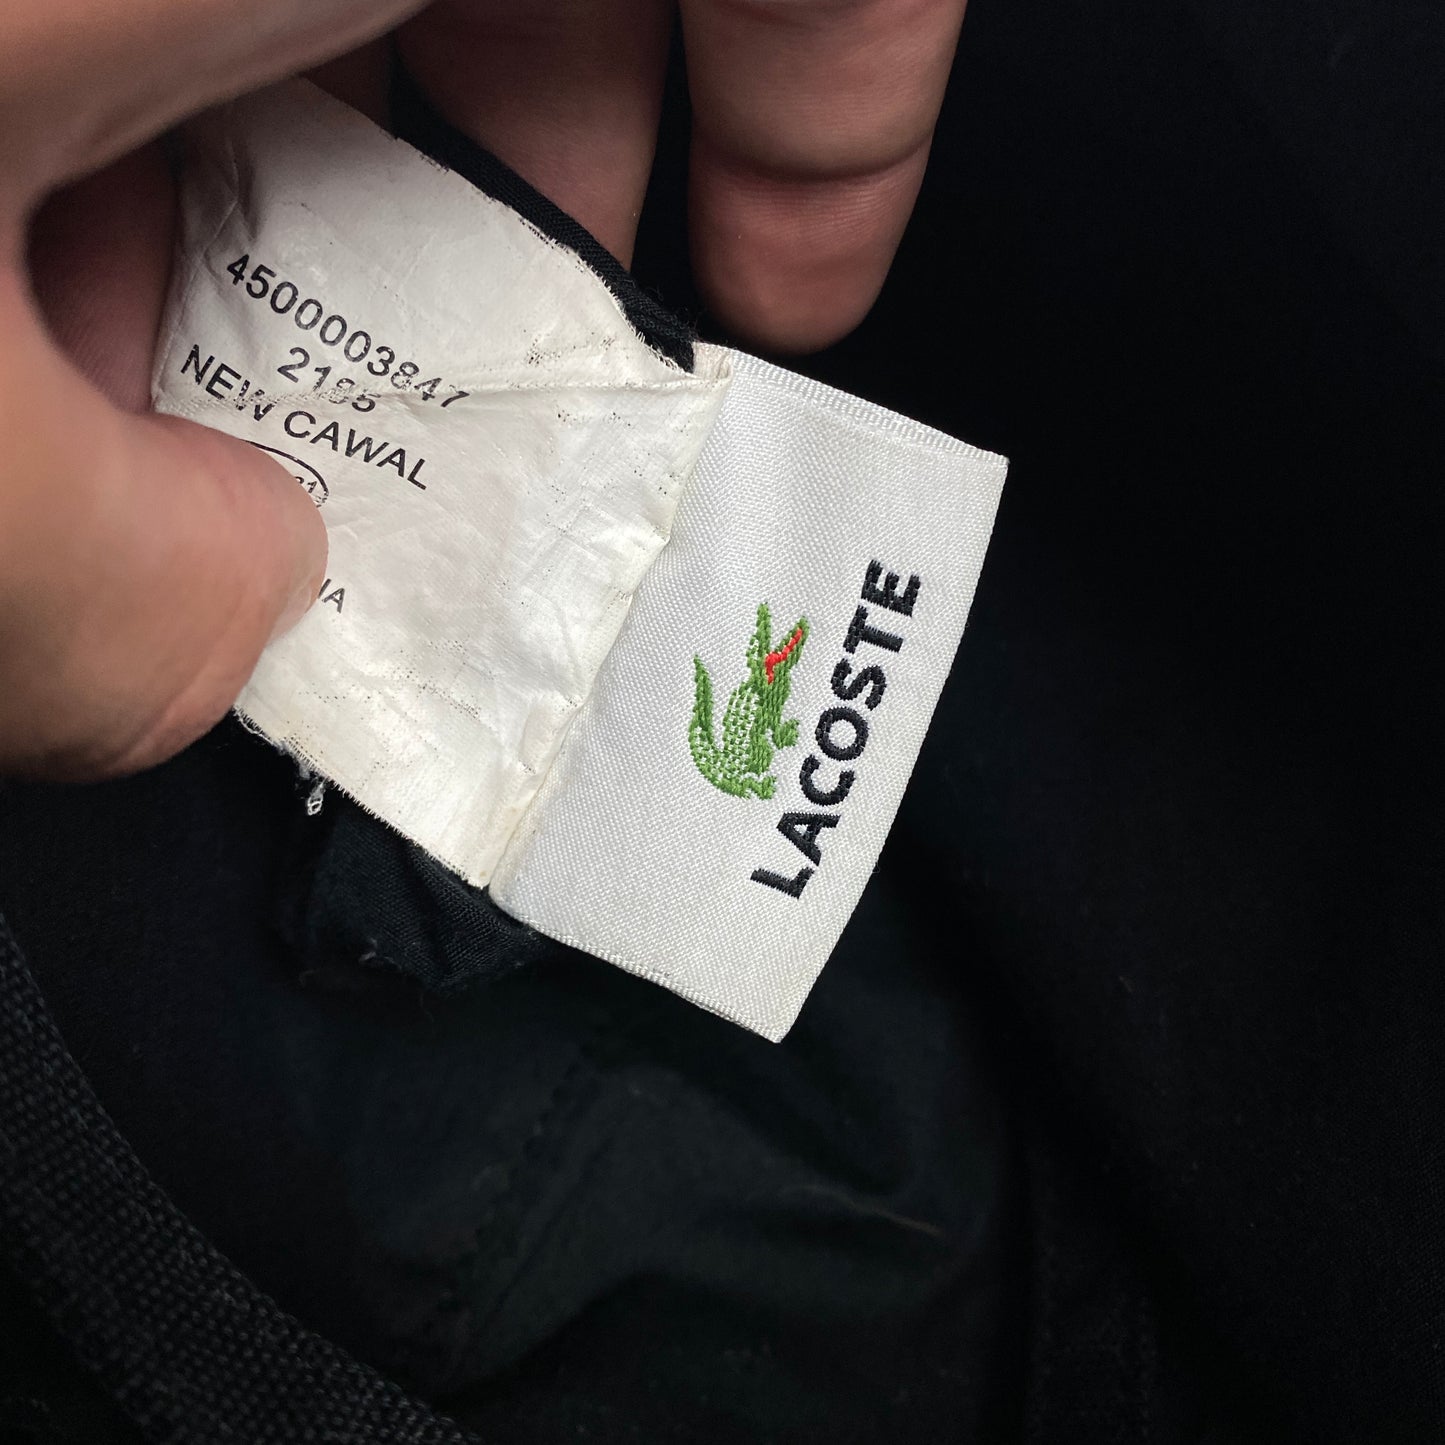 4500003847
2185
NEW CAWAL
LACOSTE